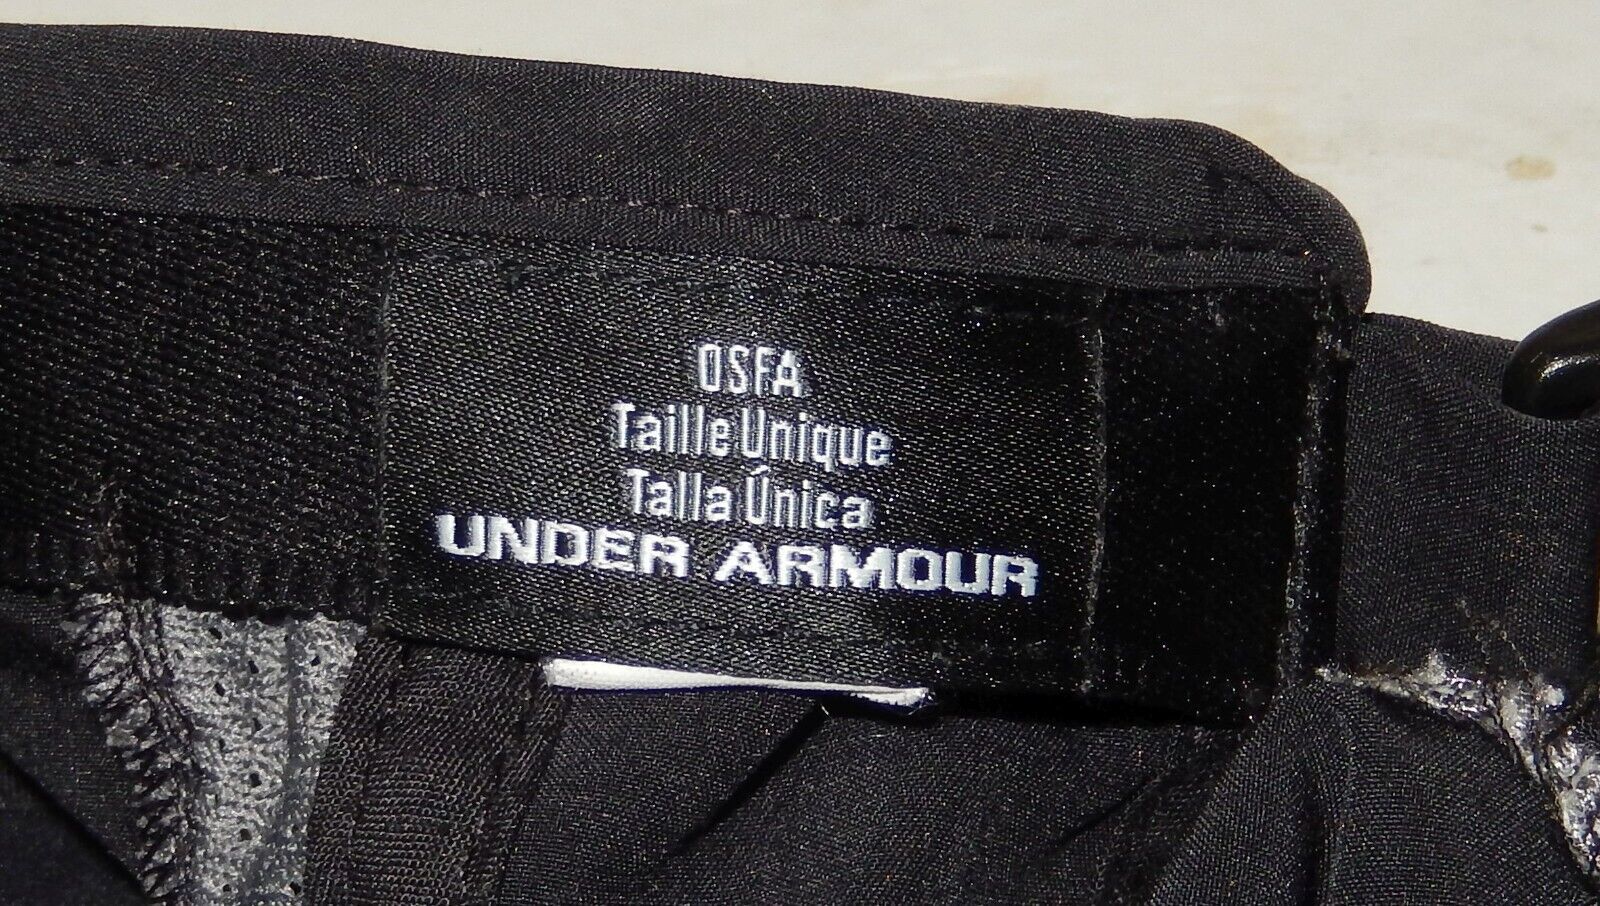 OSFA
Taille Unique
Talla Única
UNDER ARMOUR